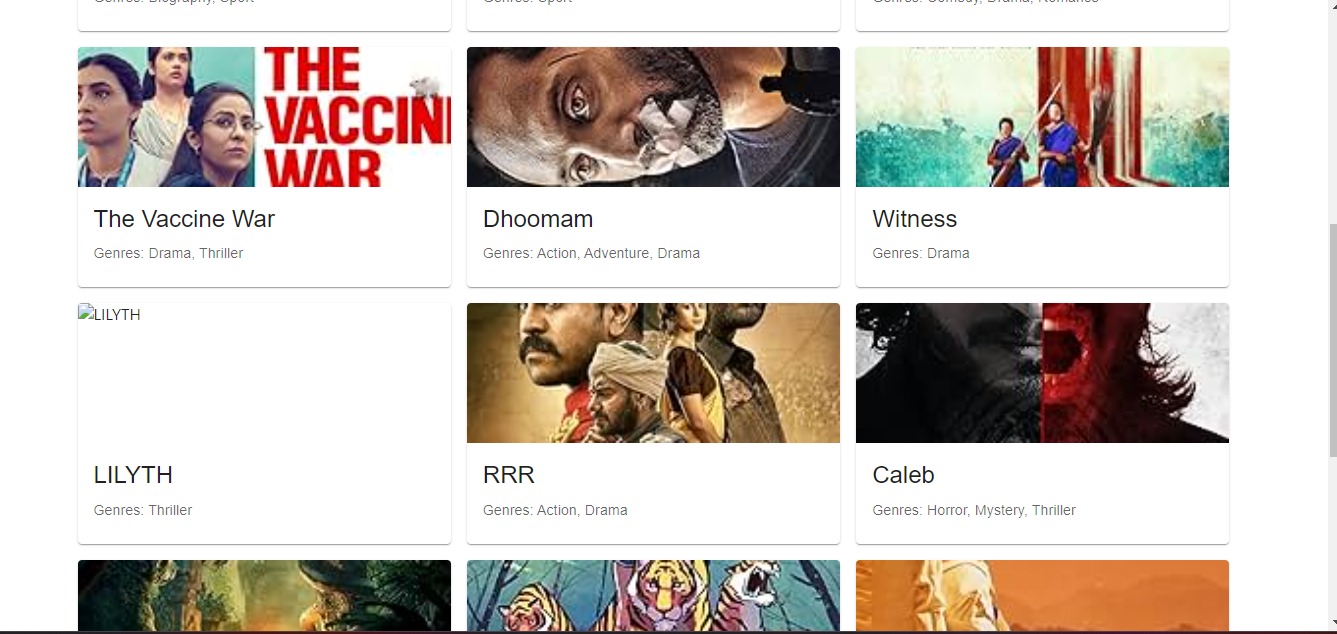 Genres: Biography, Sport
Genres: Sport
Genres: Comedy, Drama, Romance
THE
VACCIN
WAR
The Vaccine War
Genres: Drama, Thriller
Dhoomam
Genres: Action, Adventure, Drama
Witness
Genres: Drama
LILYTH
LILYTH
Genres: Thriller
RRR
Genres: Action, Drama
Caleb
Genres: Horror, Mystery, Thriller